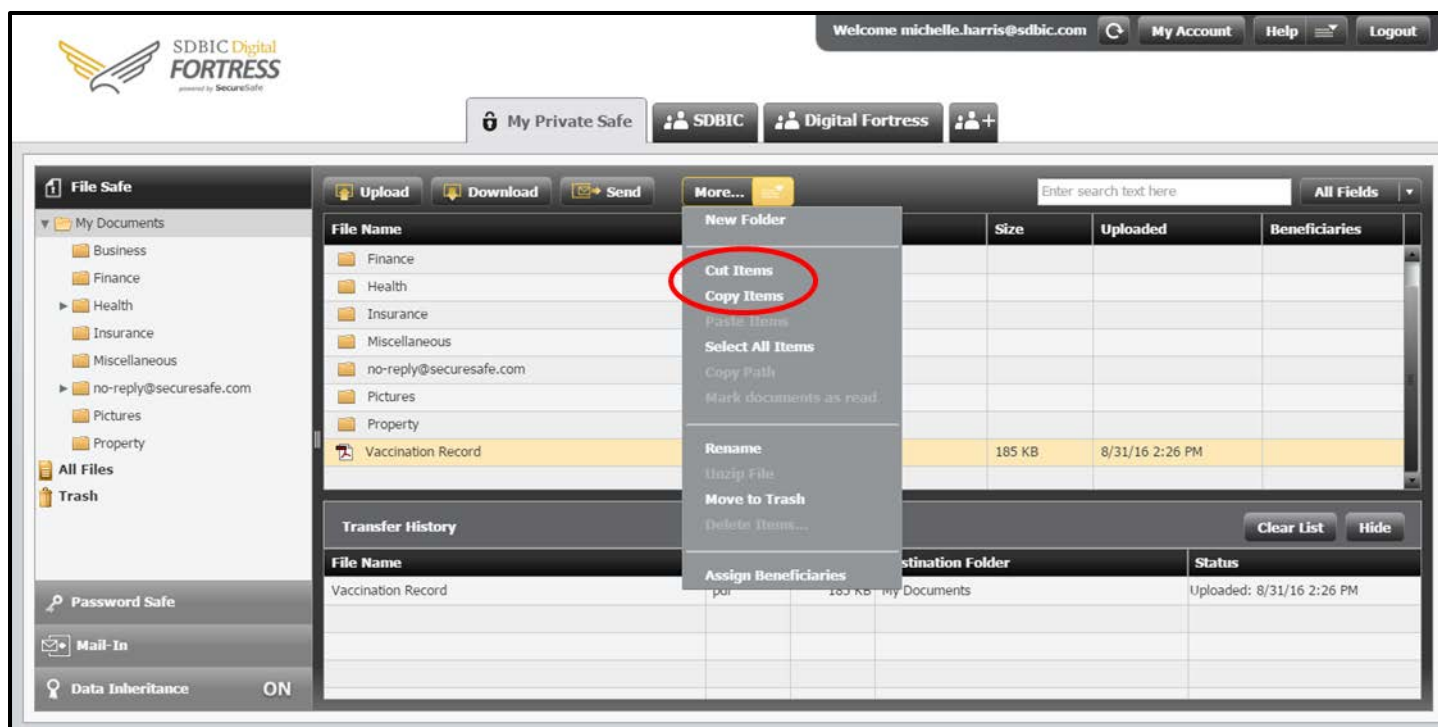 Welcome michelle.harris@sdbic.com My Account Help Logout
SDBIC Digital
FORTRESS
powered by SecureSafe
My Private Safe SDBIC Digital Fortress
File Safe
Upload Download Send More... Enter search text here All Fields
My Documents
Business
Finance
Health
Insurance
Miscellaneous
no-reply@securesafe.com
Pictures
Property
All Files
Trash
Password Safe
Mail-In
Data Inheritance ON
File Name Size Uploaded Beneficiaries
Finance
Health
Insurance
Miscellaneous
no-reply@securesafe.com
Pictures
Property
Vaccination Record 185 KB 8/31/16 2:26 PM
New Folder
Cut Items
Copy Items
Paste Items
Select All Items
Copy Path
Mark documents as read
Rename
Unzip File
Move to Trash
Delete Items...
Assign Beneficiaries
Transfer History Clear List Hide
File Name stination Folder Status
Vaccination Record pdf 185 KB My Documents Uploaded: 8/31/16 2:26 PM